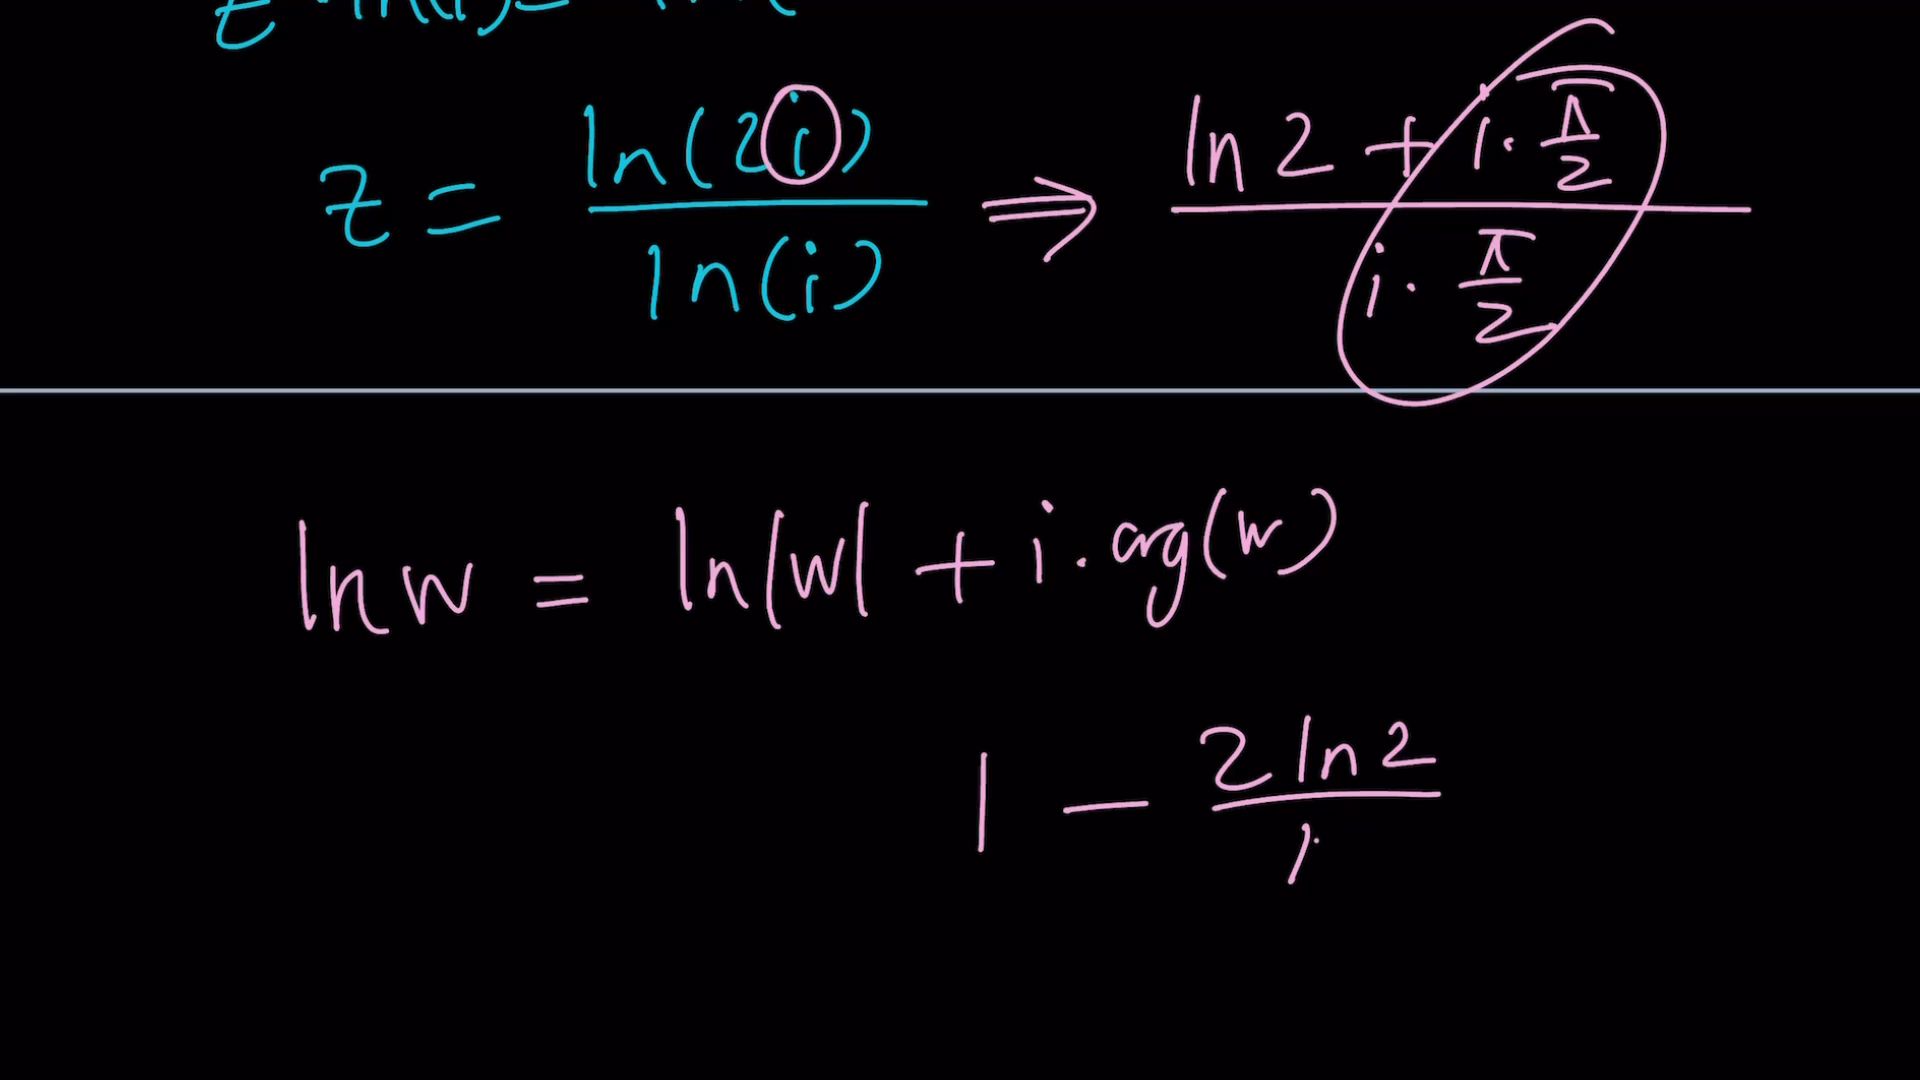 z = ln(2i) / ln(i) ⇒ (ln 2 + i · π/2) / (i · π/2)
ln w = ln|w| + i . arg(w)
1 − 2 ln 2 /